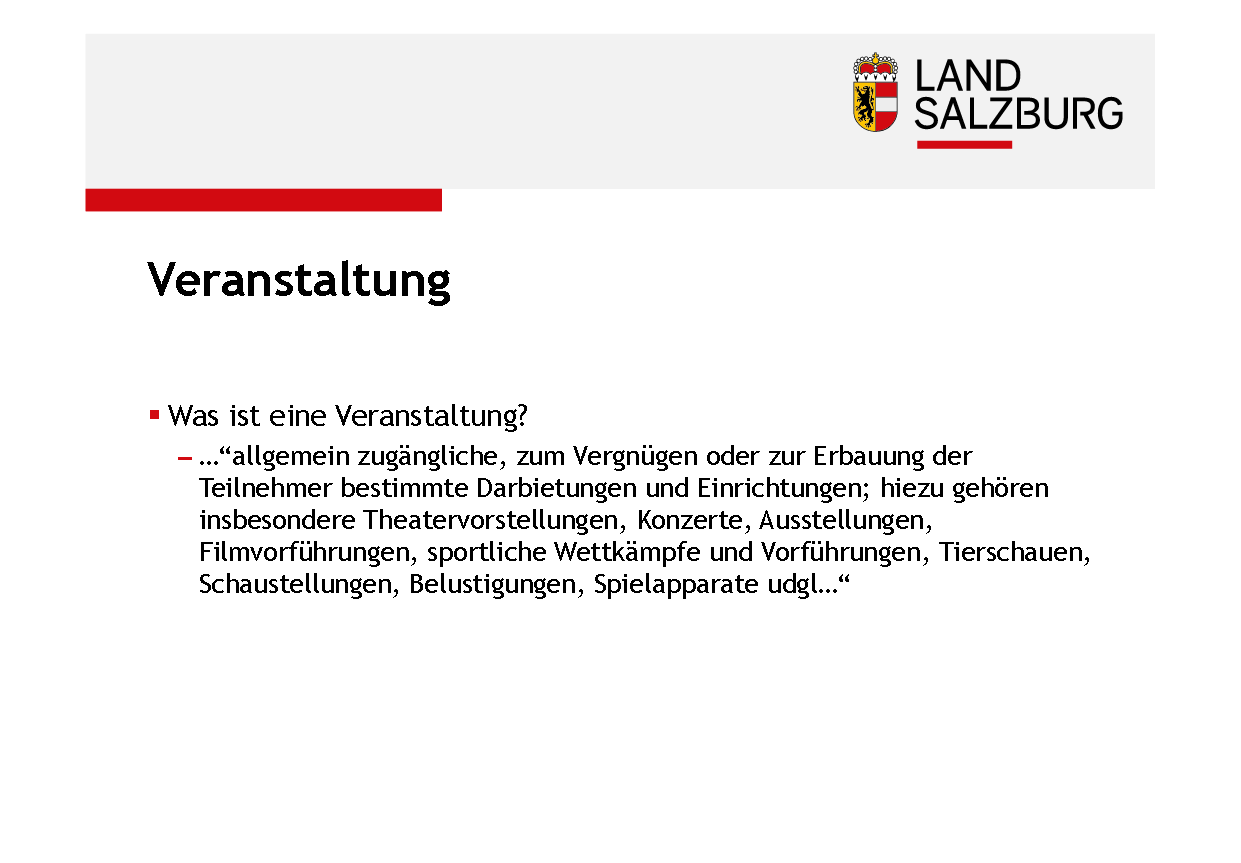 LAND
SALZBURG
Veranstaltung
▪ Was ist eine Veranstaltung?
– …“allgemein zugängliche, zum Vergnügen oder zur Erbauung der
Teilnehmer bestimmte Darbietungen und Einrichtungen; hiezu gehören
insbesondere Theatervorstellungen, Konzerte, Ausstellungen,
Filmvorführungen, sportliche Wettkämpfe und Vorführungen, Tierschauen,
Schaustellungen, Belustigungen, Spielapparate udgl…“